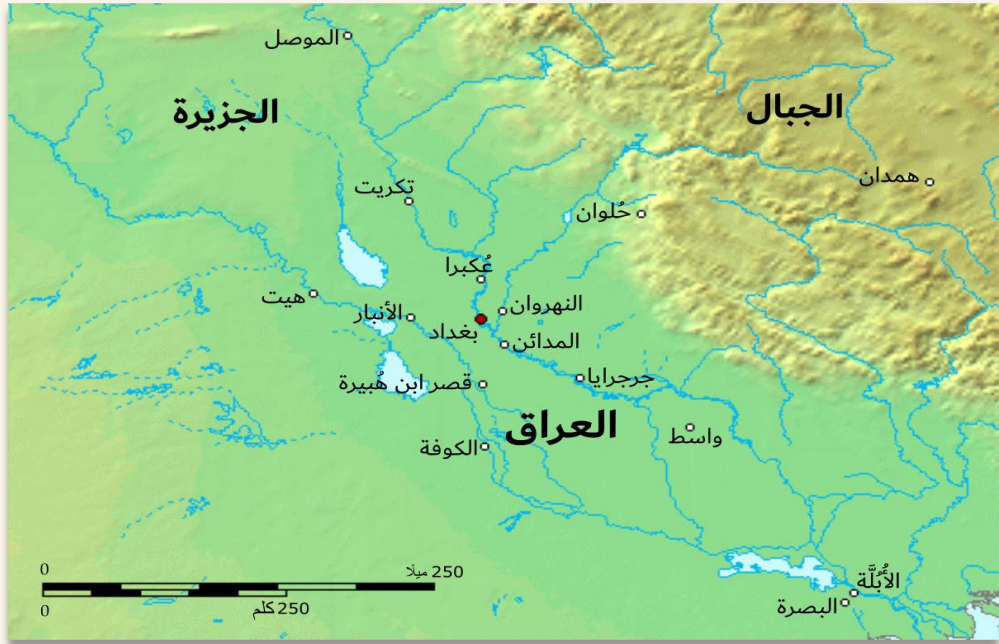 الموصل
الجزيرة
الجبال
همدان
تكريت
حُلوان
عُكبرا
هيت
الأنبار
النهروان
بغداد
المدائن
جرجرايا
قصر ابن هُبيرة
العراق
واسط
الكوفة
0
250 ميلًا
0
250 كلم
الأُبُلَّة
البصرة